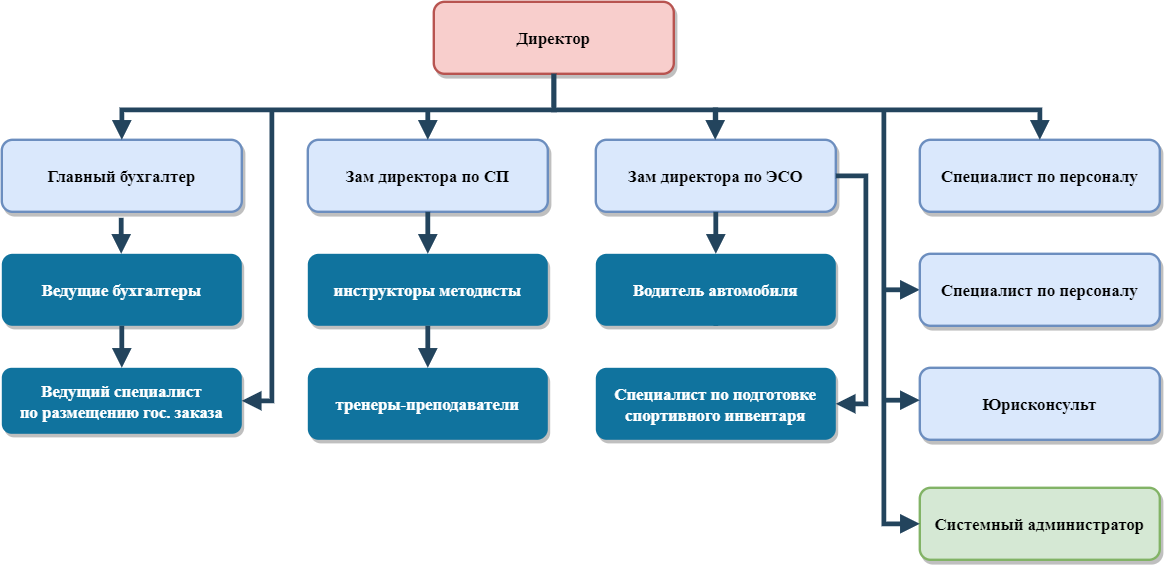 Директор
Главный бухгалтер
Зам директора по СП
Зам директора по ЭСО
Специалист по персоналу
Ведущие бухгалтеры
инструкторы методисты
Водитель автомобиля
Специалист по персоналу
Ведущий специалист
по размещению гос. заказа
тренеры-преподаватели
Специалист по подготовке
спортивного инвентаря
Юрисконсульт
Системный администратор